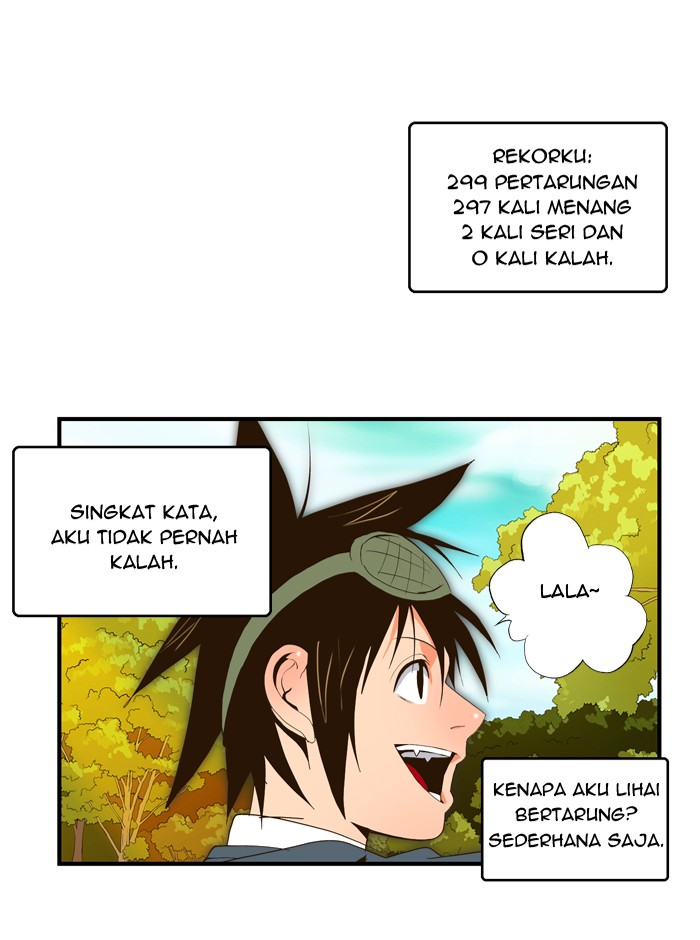 REKORKU:
299 PERTARUNGAN
297 KALI MENANG
2 KALI SERI DAN
0 KALI KALAH.
SINGKAT KATA,
AKU TIDAK PERNAH
KALAH.
LALA~
KENAPA AKU LIHAI
BERTARUNG?
SEDERHANA SAJA.